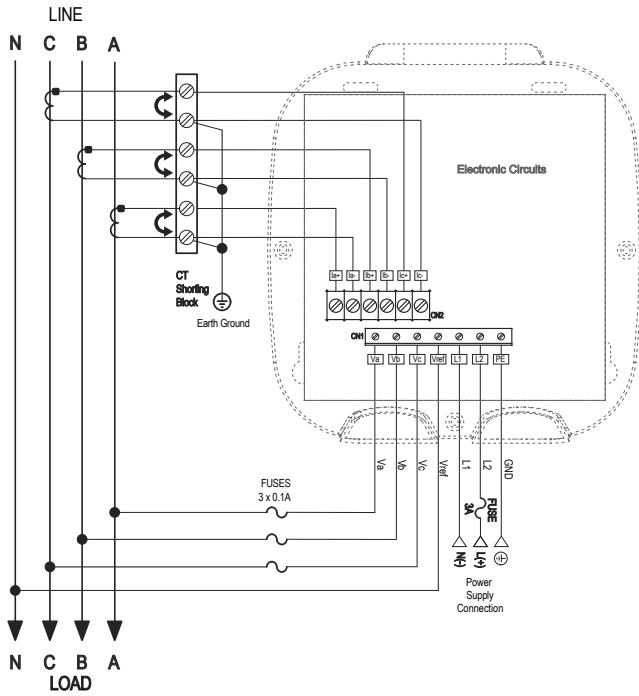 LINE
N C B A
Electronic Circuits
Ia+ Ia- Ib+ Ib- Ic+ Ic-
CT
Shorting
Block
Earth Ground
CN2
CN1
Va Vb Vc Vref L1 L2 PE
Va Vb Vc Vref L1 L2 GND
FUSES
3 x 0.1A
FUSE
3A
N(-) L(+)
Power
Supply
Connection
N C B A
LOAD